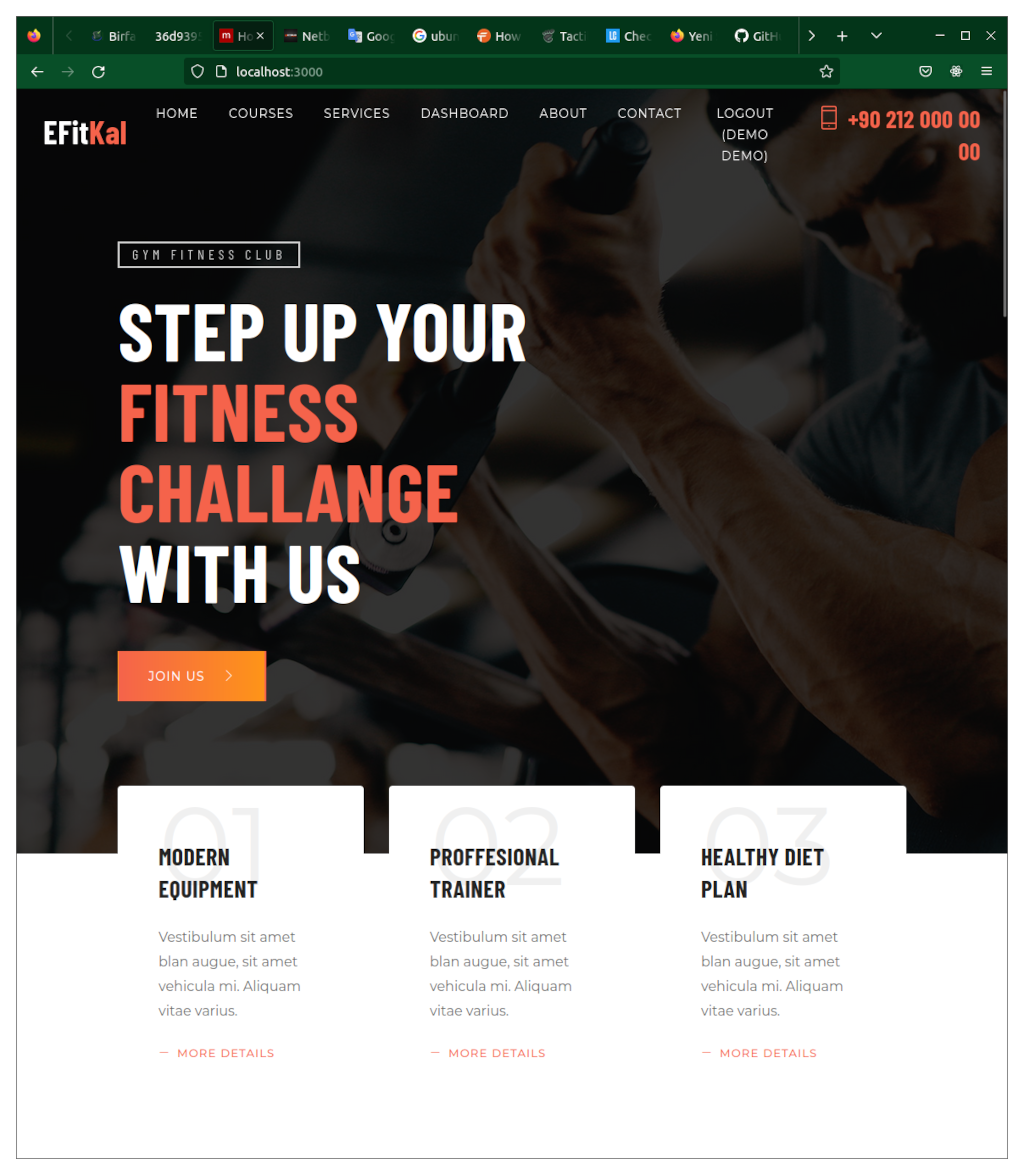 Birfa 36d939 m Ho Netb Goog G ubun How Tacti LG Chec Yeni GitH
localhost:3000
EFitKal HOME COURSES SERVICES DASHBOARD ABOUT CONTACT LOGOUT +90 212 000 00
(DEMO 00
DEMO)
GYM FITNESS CLUB
STEP UP YOUR
FITNESS
CHALLANGE
WITH US
JOIN US
01 02 03
MODERN PROFFESIONAL HEALTHY DIET
EQUIPMENT TRAINER PLAN
Vestibulum sit amet Vestibulum sit amet Vestibulum sit amet
blan augue, sit amet blan augue, sit amet blan augue, sit amet
vehicula mi. Aliquam vehicula mi. Aliquam vehicula mi. Aliquam
vitae varius. vitae varius. vitae varius.
MORE DETAILS MORE DETAILS MORE DETAILS